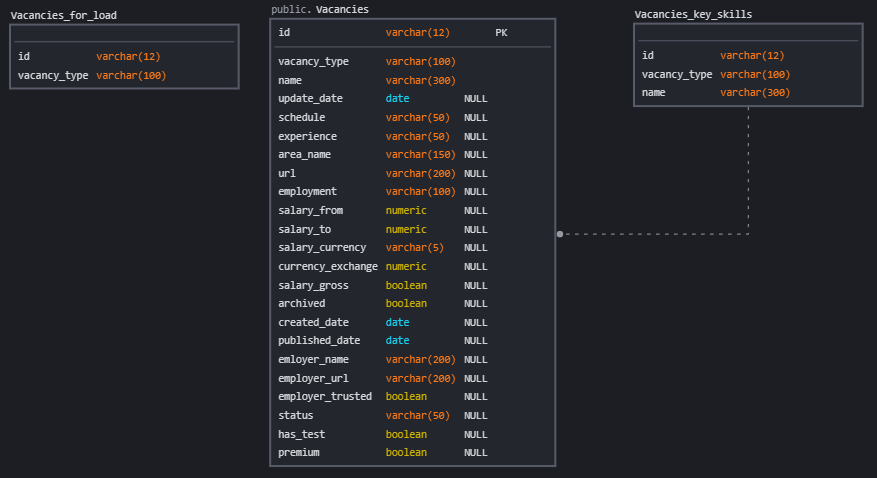 Vacancies_for_load
id varchar(12)
vacancy_type varchar(100)
public. Vacancies
id varchar(12) PK
vacancy_type varchar(100)
name varchar(300)
update_date date NULL
schedule varchar(50) NULL
experience varchar(50) NULL
area_name varchar(150) NULL
url varchar(200) NULL
employment varchar(100) NULL
salary_from numeric NULL
salary_to numeric NULL
salary_currency varchar(5) NULL
currency_exchange numeric NULL
salary_gross boolean NULL
archived boolean NULL
created_date date NULL
published_date date NULL
emloyer_name varchar(200) NULL
employer_url varchar(200) NULL
employer_trusted boolean NULL
status varchar(50) NULL
has_test boolean NULL
premium boolean NULL
Vacancies_key_skills
id varchar(12)
vacancy_type varchar(100)
name varchar(300)